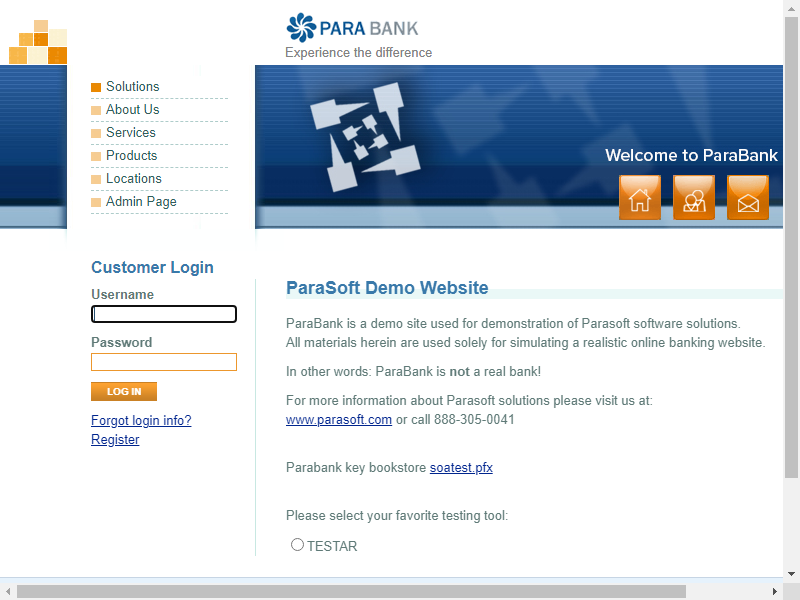 PARA BANK
Experience the difference
Solutions
About Us
Services
Products
Locations
Admin Page
Welcome to ParaBank
Customer Login
Username
Password
LOG IN
Forgot login info?
Register
ParaSoft Demo Website
ParaBank is a demo site used for demonstration of Parasoft software solutions.
All materials herein are used solely for simulating a realistic online banking website.
In other words: ParaBank is not a real bank!
For more information about Parasoft solutions please visit us at:
www.parasoft.com or call 888-305-0041
Parabank key bookstore soatest.pfx
Please select your favorite testing tool:
TESTAR